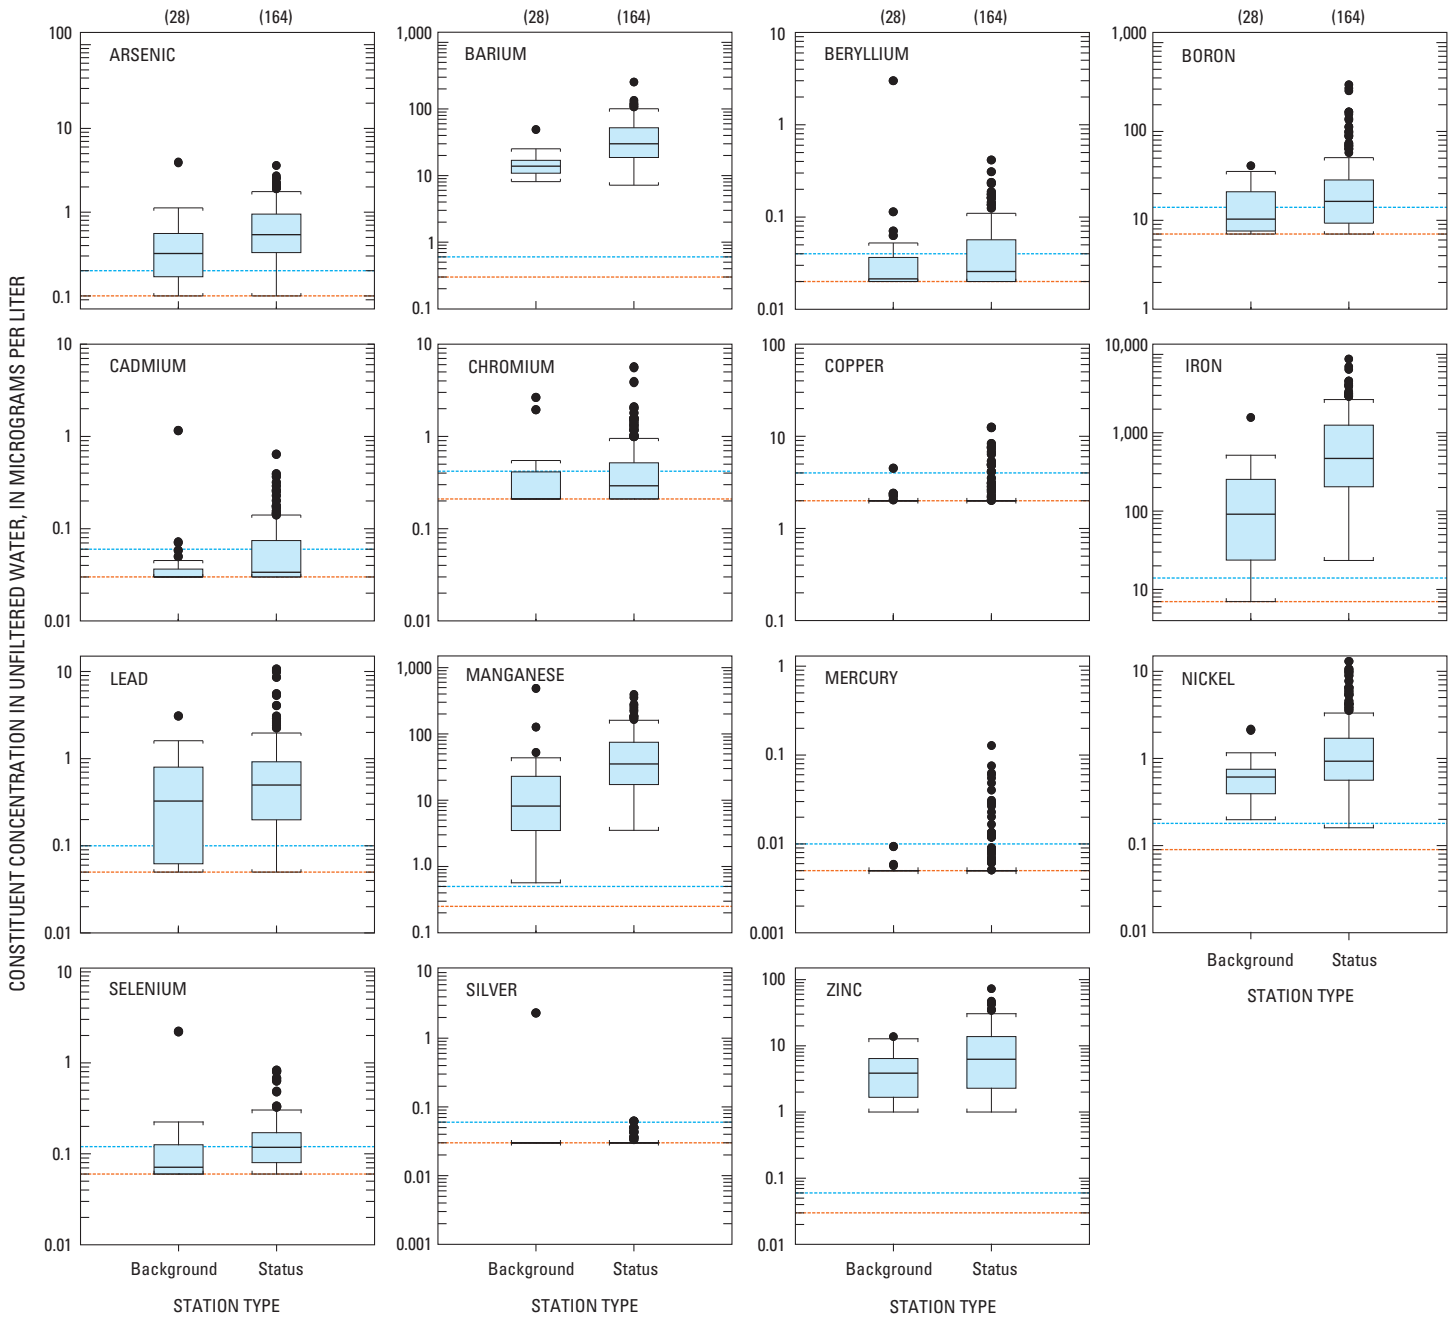 (28) (164) (28) (164) (28) (164) (28) (164)
CONSTITUENT CONCENTRATION IN UNFILTERED WATER, IN MICROGRAMS PER LITER
ARSENIC
100
10
1
0.1
BARIUM
1,000
100
10
1
0.1
BERYLLIUM
10
1
0.1
0.01
BORON
1,000
100
10
1
CADMIUM
10
1
0.1
0.01
CHROMIUM
10
1
0.1
0.01
COPPER
100
10
1
0.1
IRON
10,000
1,000
100
10
LEAD
10
1
0.1
0.01
MANGANESE
1,000
100
10
1.0
0.1
MERCURY
1
0.1
0.01
0.001
NICKEL
10
1
0.1
0.01
Background Status
STATION TYPE
SELENIUM
10
1
0.1
0.01
Background Status
STATION TYPE
SILVER
10
1
0.1
0.01
0.001
Background Status
STATION TYPE
ZINC
100
10
1
0.1
0.01
Background Status
STATION TYPE